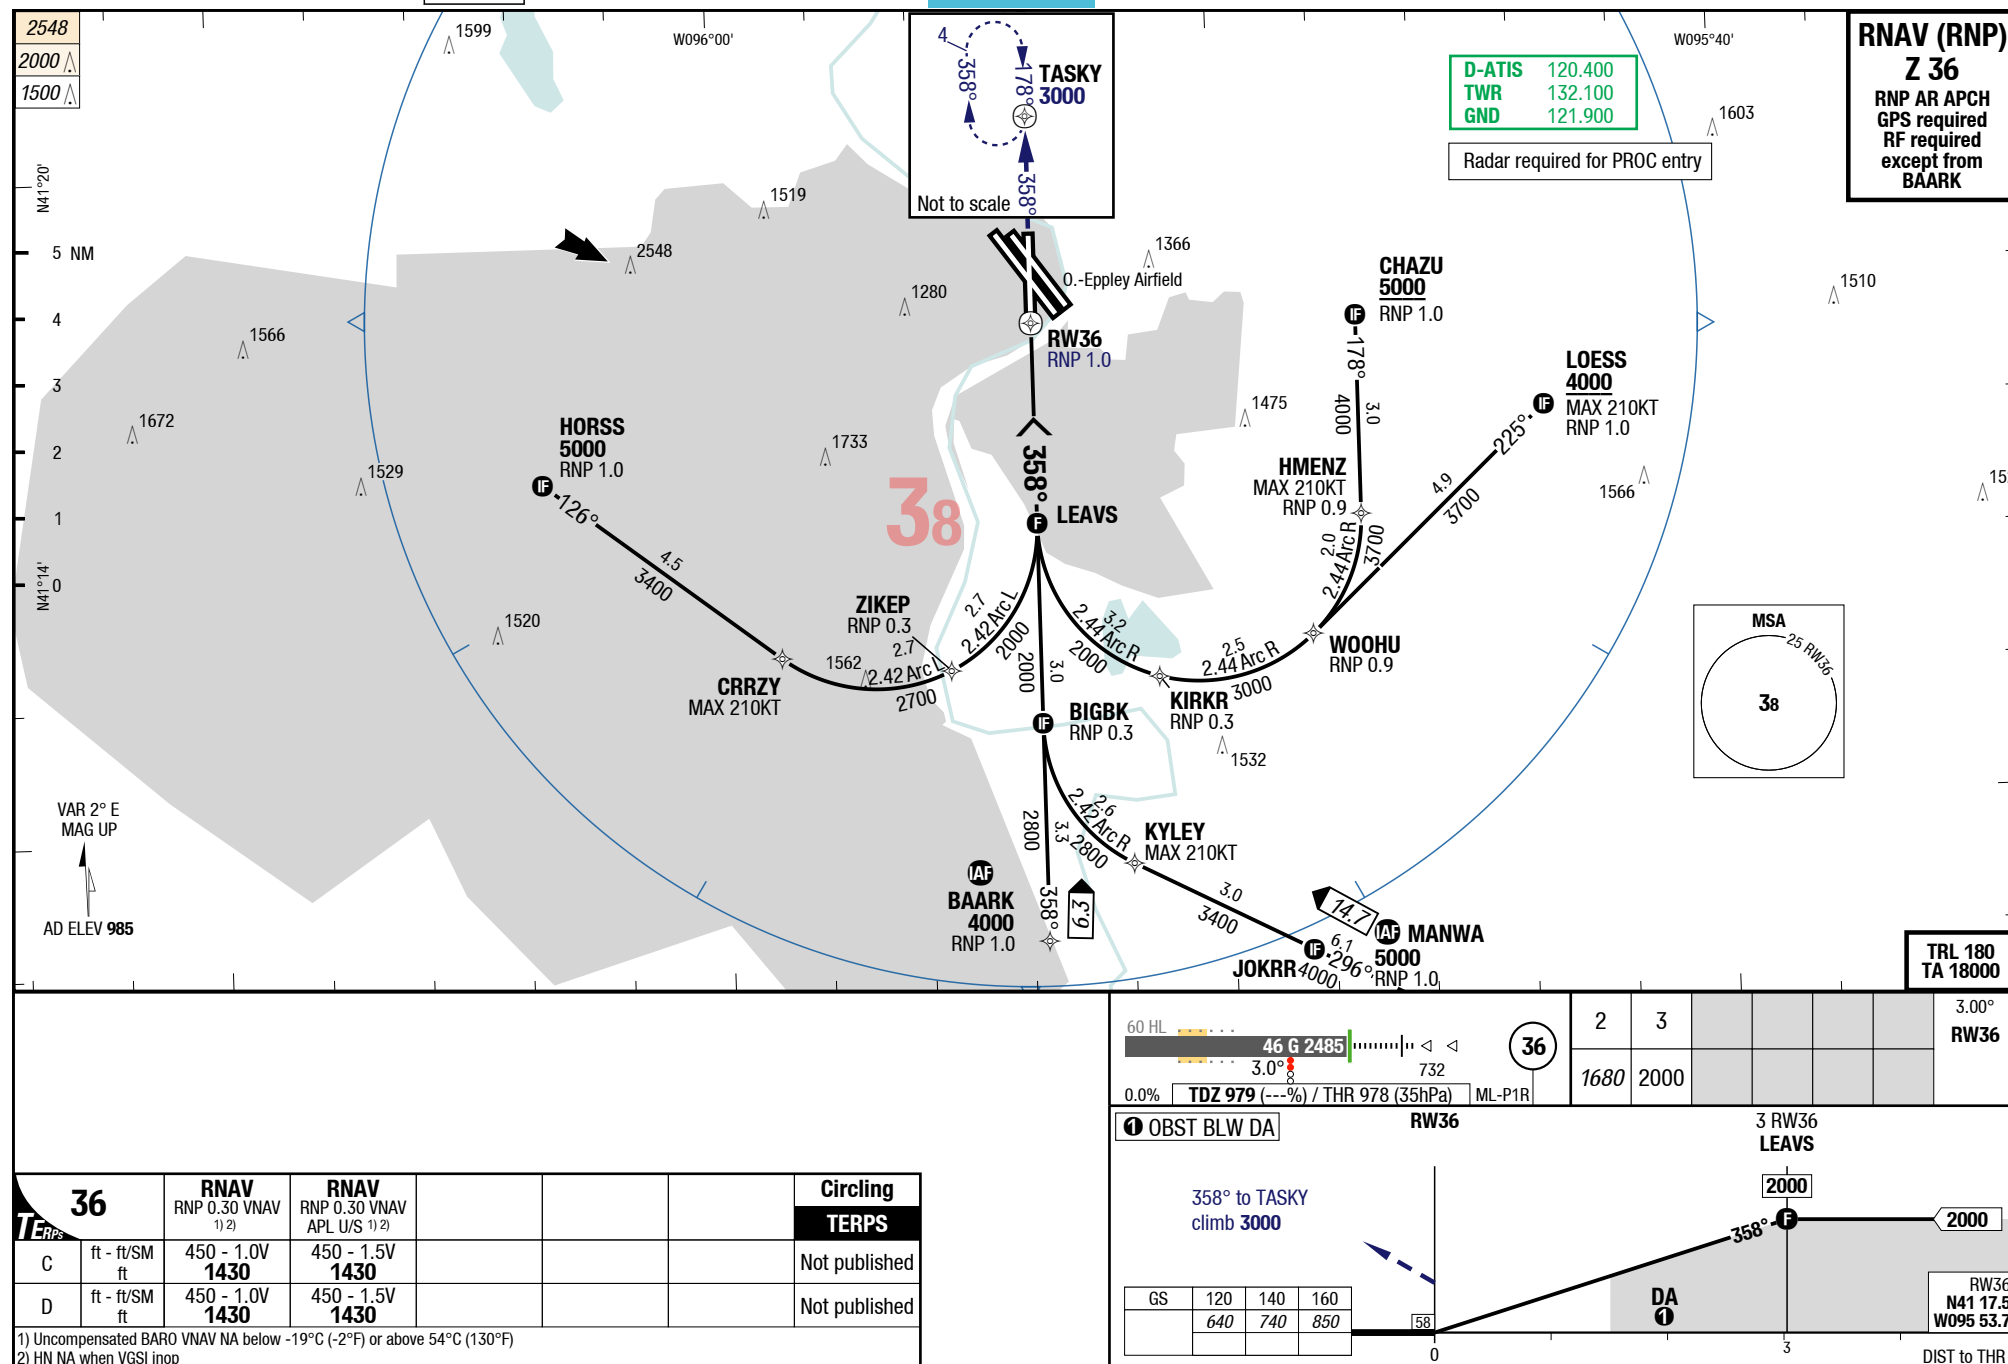 2548
2000
1500
1599
W096°00'
4
358°
178°
TASKY
3000
358°
Not to scale
D-ATIS 120.400
TWR 132.100
GND 121.900
Radar required for PROC entry
W095°40'
1603
RNAV (RNP)
Z 36
RNP AR APCH
GPS required
RF required
except from
BAARK
N41°20'
1519
2548
1366
O.-Eppley Airfield
1280
1510
5 NM
4
3
2
1
0
N41°14'
1566
1672
1529
1733
1520
1475
1566
1532
1562
38
RW36
RNP 1.0
CHAZU
5000
RNP 1.0
IF
178°
3.0
4000
LOESS
4000
MAX 210KT
RNP 1.0
IF
225°
4.9
3700
HMENZ
MAX 210KT
RNP 0.9
2.0
2.44 Arc R
3700
HORSS
5000
RNP 1.0
IF
126°
4.5
3400
358°
F
LEAVS
ZIKEP
RNP 0.3
2.7
2.42 Arc L
2000
2.7
2.42 Arc L
2700
CRRZY
MAX 210KT
3.2
2.44 Arc R
2000
2.5
2.44 Arc R
3000
WOOHU
RNP 0.9
KIRKR
RNP 0.3
3.0
2000
IF
BIGBK
RNP 0.3
2.6
2.42 Arc R
2800
3.3
2800
KYLEY
MAX 210KT
3.0
3400
IAF
BAARK
4000
RNP 1.0
358°
6.3
14.7
IAF MANWA
5000
RNP 1.0
IF
JOKRR
6.1
296°
4000
MSA
25 RW36
38
VAR 2° E
MAG UP
AD ELEV 985
TRL 180
TA 18000
60 HL
46 G 2485
3.0°
732
0.0%
TDZ 979 (---%) / THR 978 (35hPa)
ML-P1R
36
2 3
1680 2000
3.00°
RW36
1 OBST BLW DA
RW36
3 RW36
LEAVS
2000
F
2000
358°
358° to TASKY
climb 3000
DA
1
58
0
3
RW36
N41 17.5
W095 53.7
DIST to THR
GS 120 140 160
640 740 850
TERPs 36
RNAV
RNP 0.30 VNAV
1) 2)
RNAV
RNP 0.30 VNAV
APL U/S 1) 2)
Circling
TERPS
C
ft - ft/SM
ft
450 - 1.0V
1430
450 - 1.5V
1430
Not published
D
ft - ft/SM
ft
450 - 1.0V
1430
450 - 1.5V
1430
Not published
1) Uncompensated BARO VNAV NA below -19°C (-2°F) or above 54°C (130°F)
2) HN NA when VGSI inop